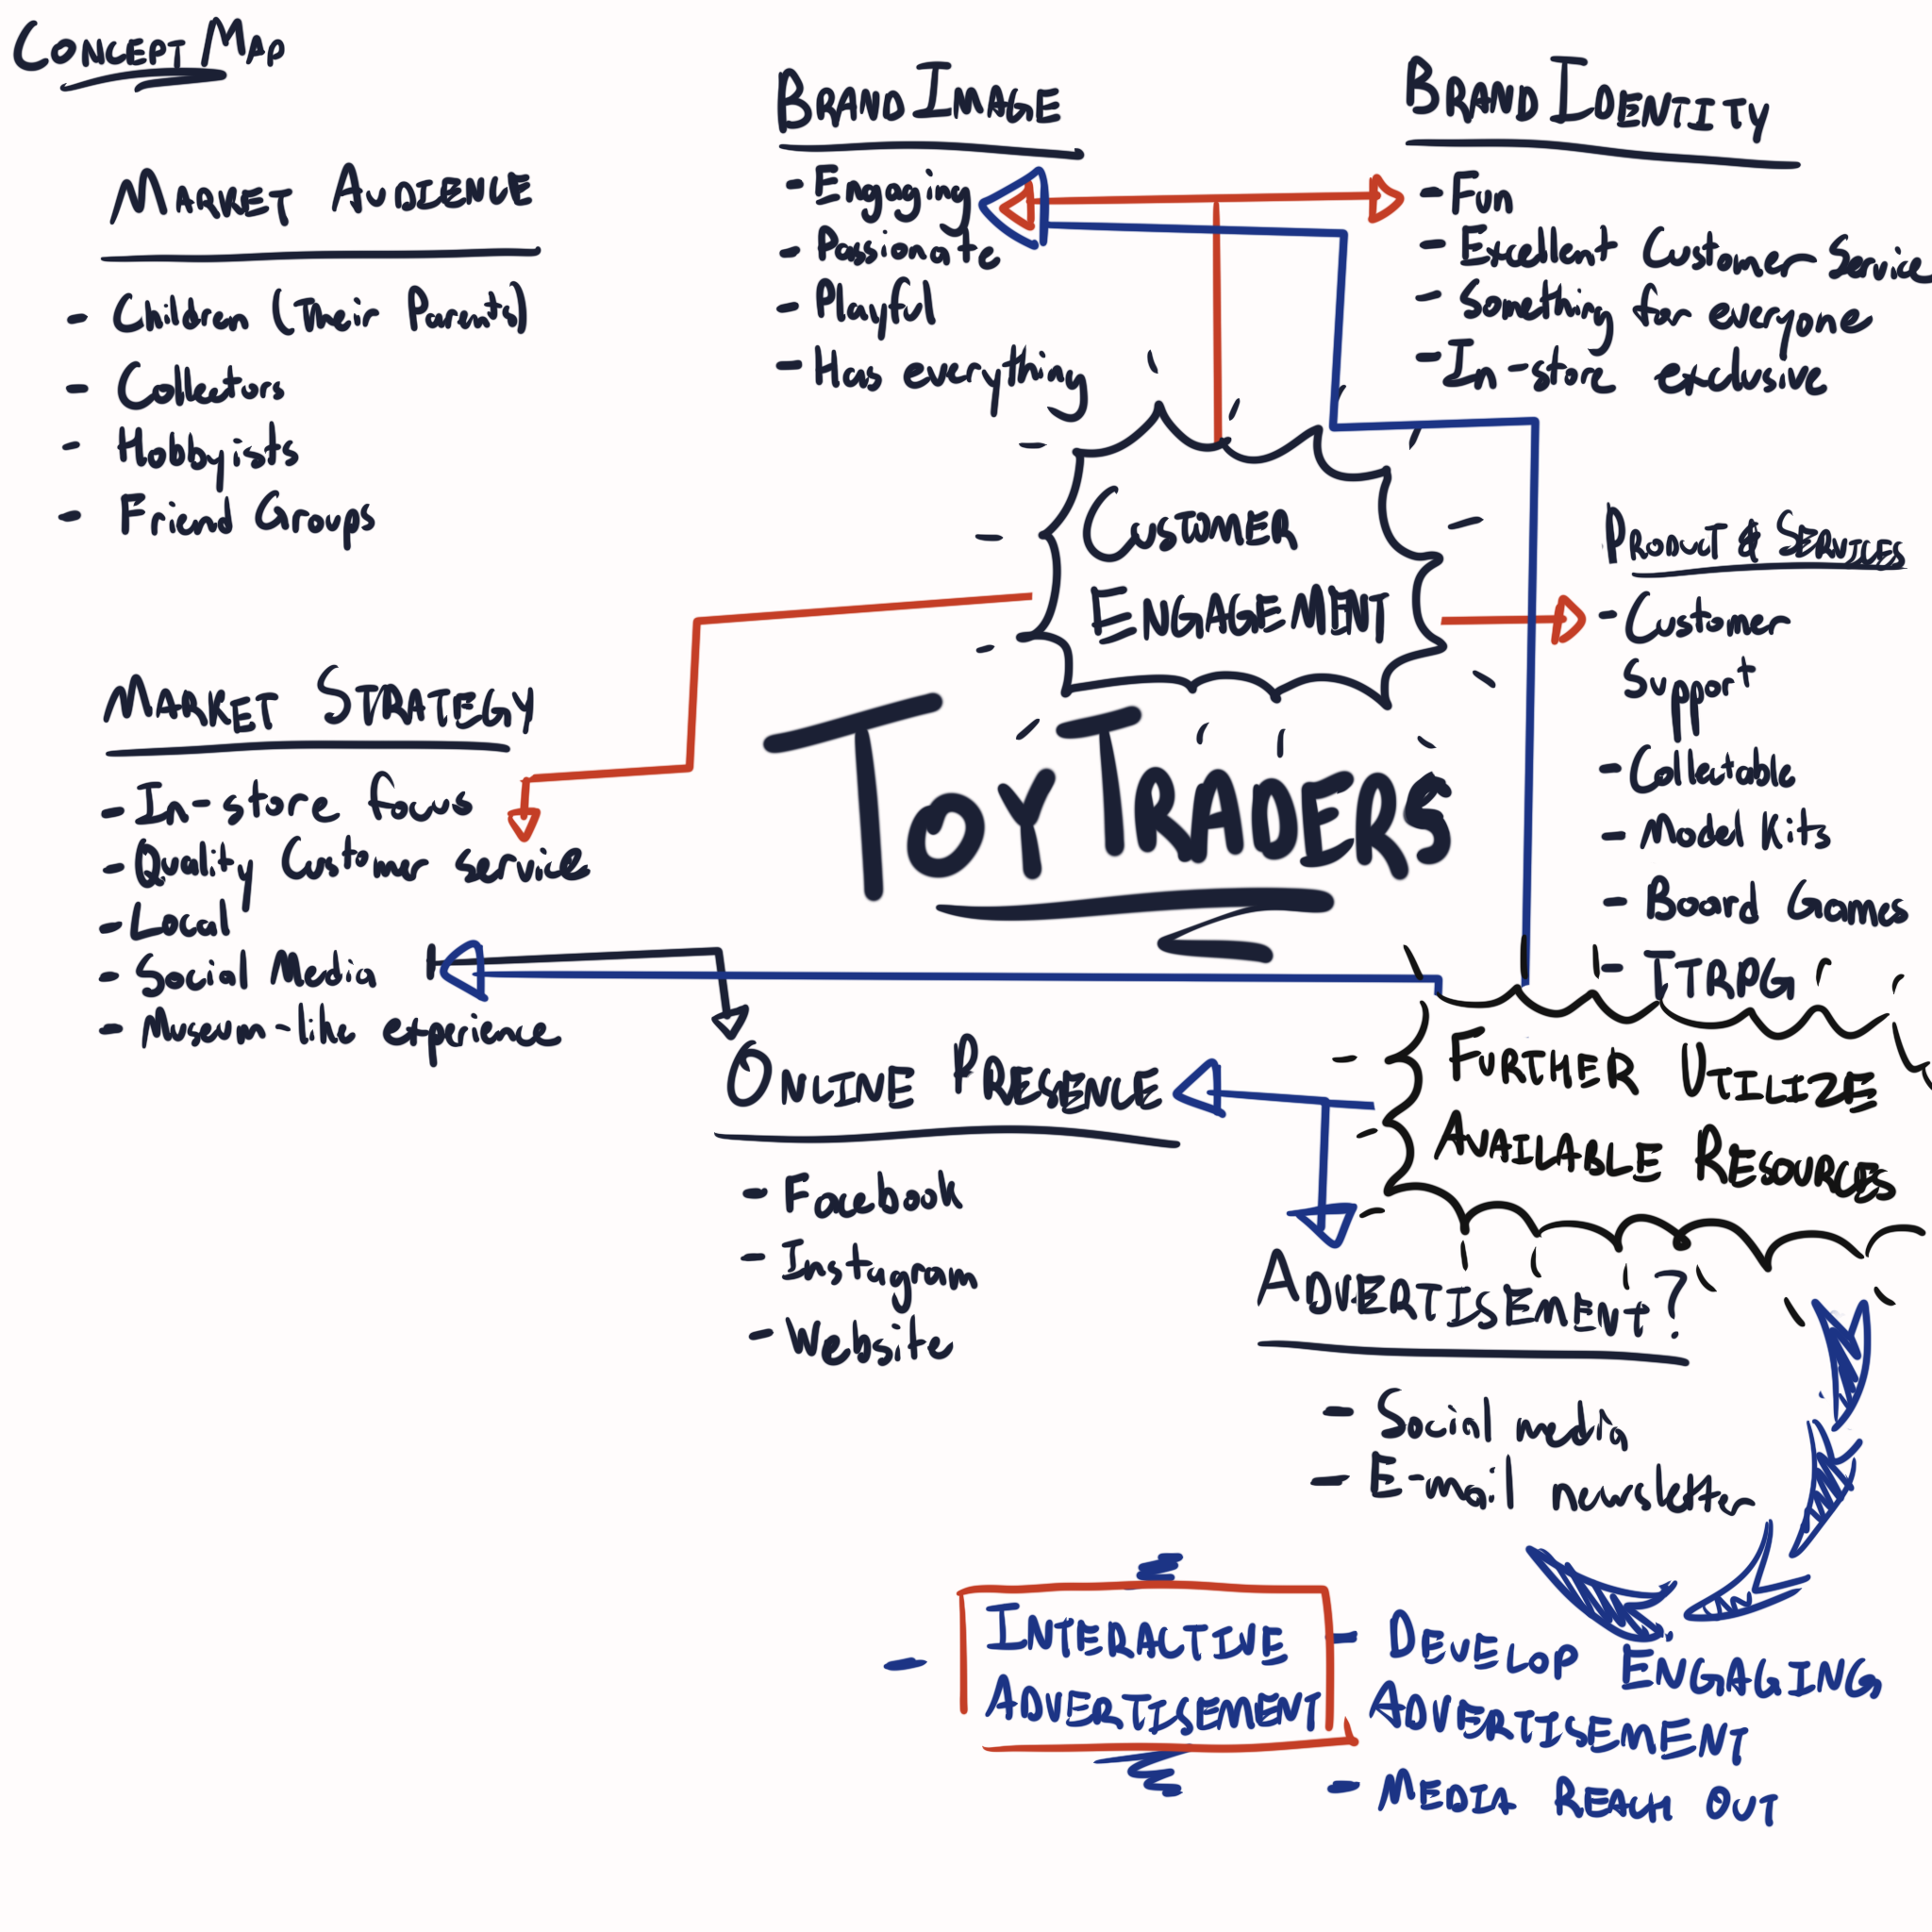 CONCEPT MAP
MARKET AUDIENCE
- Children (Their Parents)
- Collectors
- Hobbyists
- Friend Groups
BRAND IMAGE
- Engaging
- Passionate
- Playful
- Has everything
BRAND IDENTITY
- Fun
- Excellent Customer Service
- Something for everyone
- In-store exclusive
CUSTOMER
ENGAGEMENT
PRODUCT & SERVICES
- Customer
Support
- Collectable
- Model Kits
- Board Games
- TTRPG
MARKET STRATEGY
- In-store focus
- Quality Customer service
- Local
- Social Media
- Museum-like experience
TOY TRADERS
ONLINE PRESENCE
- Facebook
- Instagram
- Website
FURTHER UTILIZE
AVAILABLE RESOURCES
ADVERTISEMENT?
- Social media
- E-mail newsletter
- INTERACTIVE
ADVERTISEMENT
- DEVELOP ENGAGING
ADVERTISEMENT
- MEDIA REACH OUT